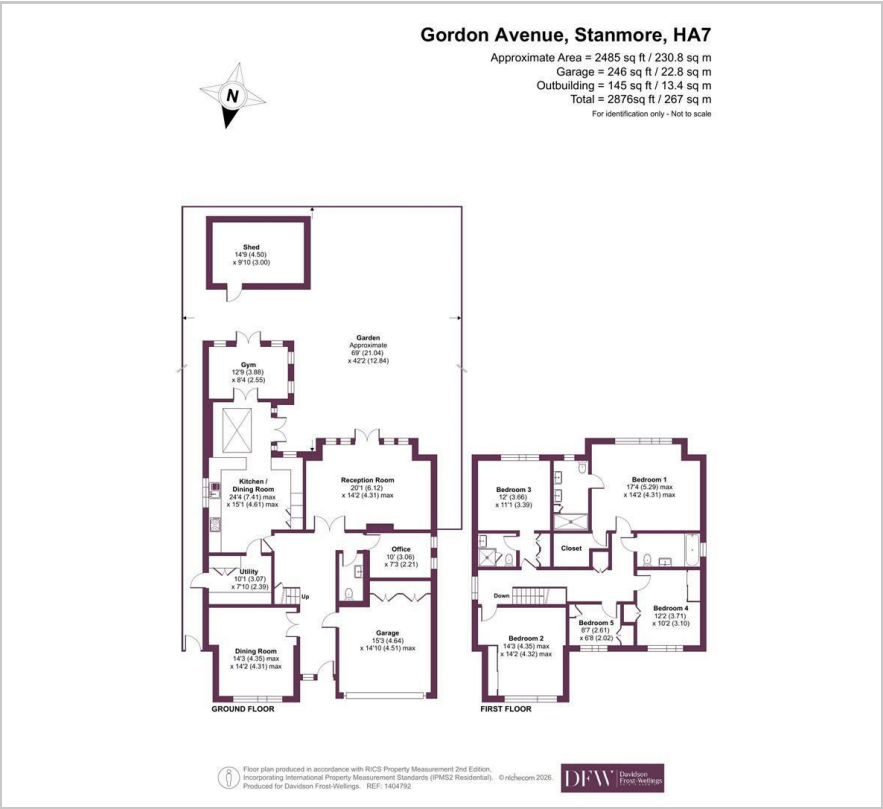 Gordon Avenue, Stanmore, HA7
Approximate Area = 2485 sq ft / 230.8 sq m
Garage = 246 sq ft / 22.8 sq m
Outbuilding = 145 sq ft / 13.4 sq m
Total = 2876sq ft / 267 sq m
For identification only - Not to scale
N
Shed
14'9 (4.50)
x 9'10 (3.00)
Garden
Approximate
69' (21.04)
x 42'2 (12.84)
Gym
12'9 (3.88)
x 8'4 (2.55)
Kitchen /
Dining Room
24'4 (7.41) max
x 15'1 (4.61) max
Reception Room
20'1 (6.12)
x 14'2 (4.31) max
Office
10' (3.06)
x 7'3 (2.21)
Utility
10'1 (3.07)
x 7'10 (2.39)
Up
Garage
15'3 (4.64)
x 14'10 (4.51) max
Dining Room
14'3 (4.35) max
x 14'2 (4.31) max
GROUND FLOOR
Bedroom 3
12' (3.66)
x 11'1 (3.39)
Bedroom 1
17'4 (5.29) max
x 14'2 (4.31) max
Closet
Down
Bedroom 4
12'2 (3.71)
x 10'2 (3.10)
Bedroom 5
8'7 (2.61)
x 6'8 (2.02)
Bedroom 2
14'3 (4.35) max
x 14'2 (4.32) max
FIRST FLOOR
Floor plan produced in accordance with RICS Property Measurement 2nd Edition,
Incorporating International Property Measurement Standards (IPMS2 Residential). © nichecom 2026.
Produced for Davidson Frost-Wellings. REF: 1404792
DFW
Davidson
Frost-Wellings